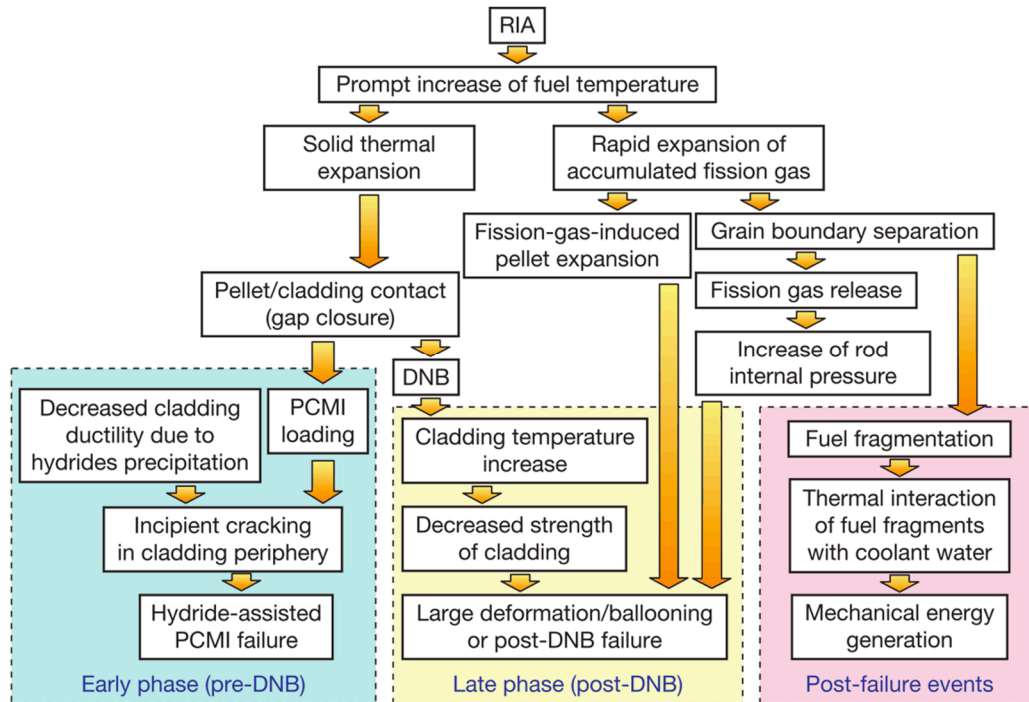 RIA
Prompt increase of fuel temperature
Solid thermal
expansion
Rapid expansion of
accumulated fission gas
Fission-gas-induced
pellet expansion
Grain boundary separation
Pellet/cladding contact
(gap closure)
Fission gas release
DNB
Increase of rod
internal pressure
Decreased cladding
ductility due to
hydrides precipitation
PCMI
loading
Incipient cracking
in cladding periphery
Hydride-assisted
PCMI failure
Early phase (pre-DNB)
Cladding temperature
increase
Decreased strength
of cladding
Large deformation/ballooning
or post-DNB failure
Late phase (post-DNB)
Fuel fragmentation
Thermal interaction
of fuel fragments
with coolant water
Mechanical energy
generation
Post-failure events